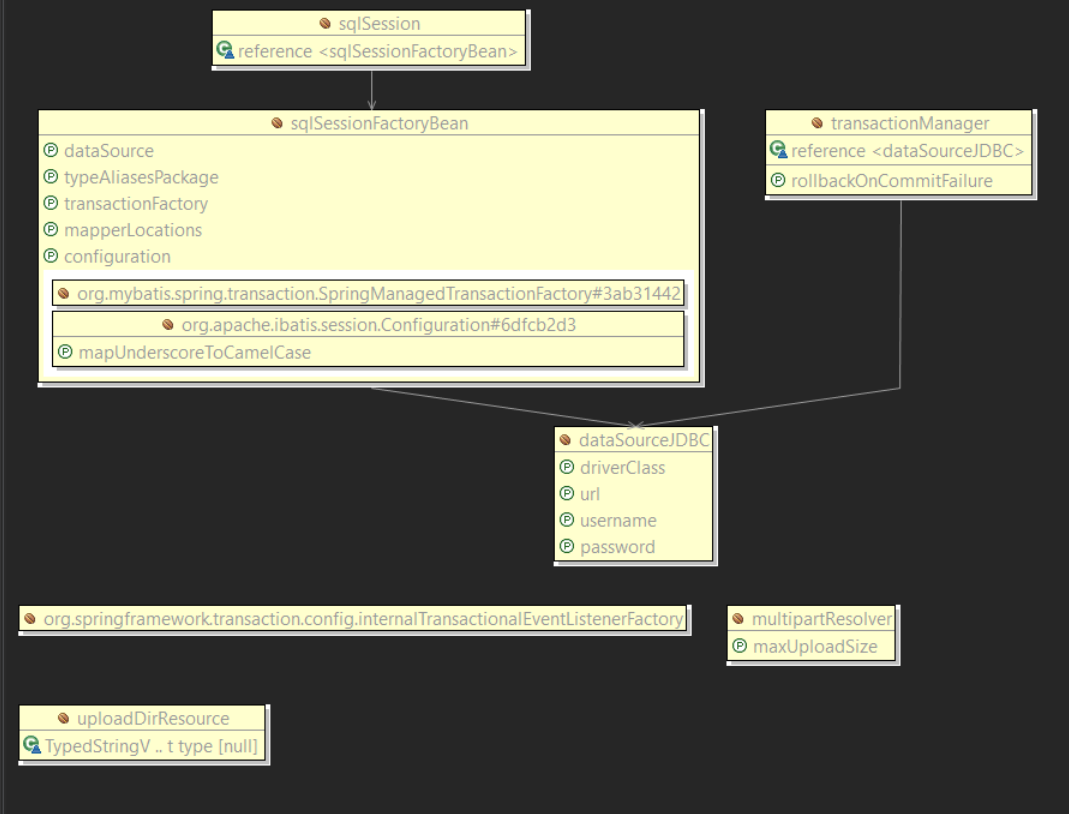 sqlSession
reference <sqlSessionFactoryBean>
sqlSessionFactoryBean
dataSource
typeAliasesPackage
transactionFactory
mapperLocations
configuration
org.mybatis.spring.transaction.SpringManagedTransactionFactory#3ab31442
org.apache.ibatis.session.Configuration#6dfcb2d3
mapUnderscoreToCamelCase
transactionManager
reference <dataSourceJDBC>
rollbackOnCommitFailure
dataSourceJDBC
driverClass
url
username
password
org.springframework.transaction.config.internalTransactionalEventListenerFactory
multipartResolver
maxUploadSize
uploadDirResource
TypedStringV .. t type [null]